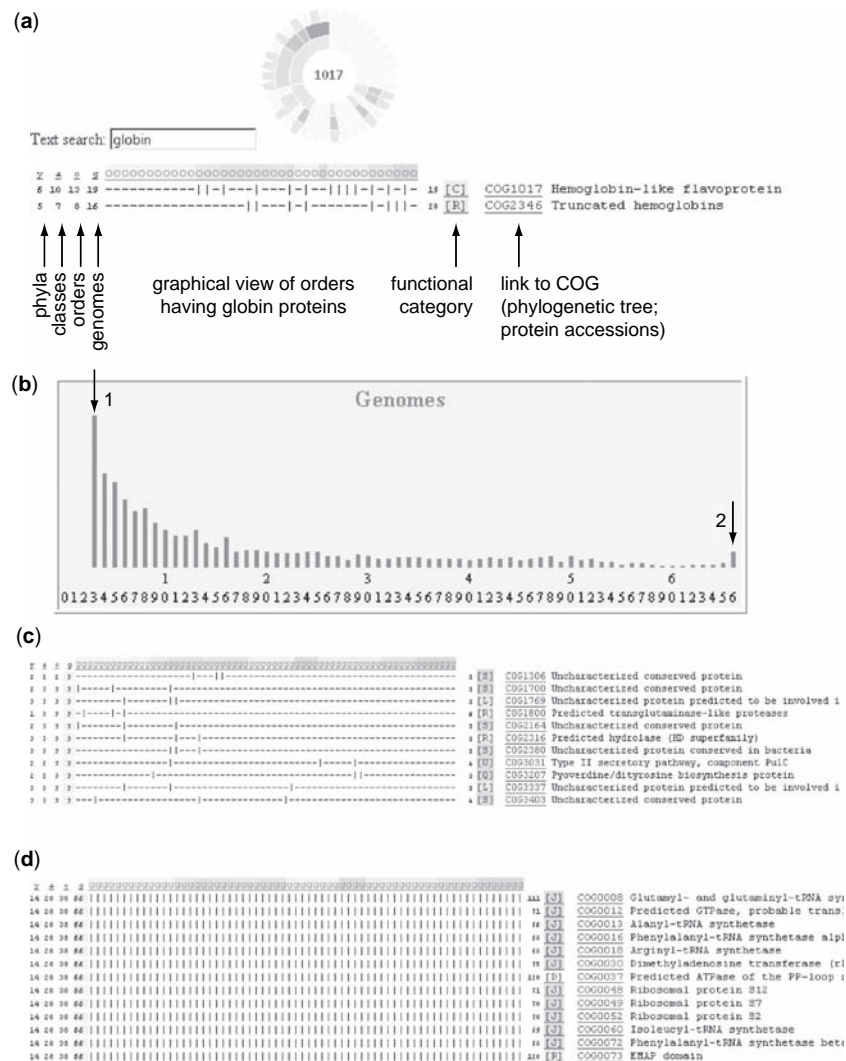 (a)
1017
Text search: globin
6 10 13 19 19 [C] COG1017 Hemoglobin-like flavoprotein
5 7 8 16 [R] COG2346 Truncated hemoglobins
phyla
classes
orders
genomes
graphical view of orders
having globin proteins
functional
category
link to COG
(phylogenetic tree;
protein accessions)
(b)
1
Genomes
2
1 2 3 4 5 6
0123456789012345678901234567890123456789012345678901234567890123456
(c)
[S] COG1306 Uncharacterized conserved protein
[S] COG1700 Uncharacterized conserved protein
[L] COG1769 Uncharacterized protein predicted to be involved i
[R] COG1800 Predicted transglutaminase-like proteases
[S] COG2164 Uncharacterized conserved protein
[R] COG2316 Predicted hydrolase (HD superfamily)
[S] COG2380 Uncharacterized protein conserved in bacteria
[U] COG3031 Type II secretory pathway, component PulC
[Q] COG3207 Pyoverdine/dityrosine biosynthesis protein
[L] COG3337 Uncharacterized protein predicted to be involved i
[S] COG3403 Uncharacterized conserved protein
(d)
[J] COG0008 Glutamyl- and glutaminyl-tRNA syn
[J] COG0012 Predicted GTPase, probable transl
[J] COG0013 Alanyl-tRNA synthetase
[J] COG0016 Phenylalanyl-tRNA synthetase alph
[J] COG0018 Arginyl-tRNA synthetase
[J] COG0030 Dimethyladenosine transferase (rR
[D] COG0037 Predicted ATPase of the PP-loop s
[J] COG0048 Ribosomal protein S12
[J] COG0049 Ribosomal protein S7
[J] COG0052 Ribosomal protein S2
[J] COG0060 Isoleucyl-tRNA synthetase
[J] COG0072 Phenylalanyl-tRNA synthetase beta
[R] COG0073 EMAP domain